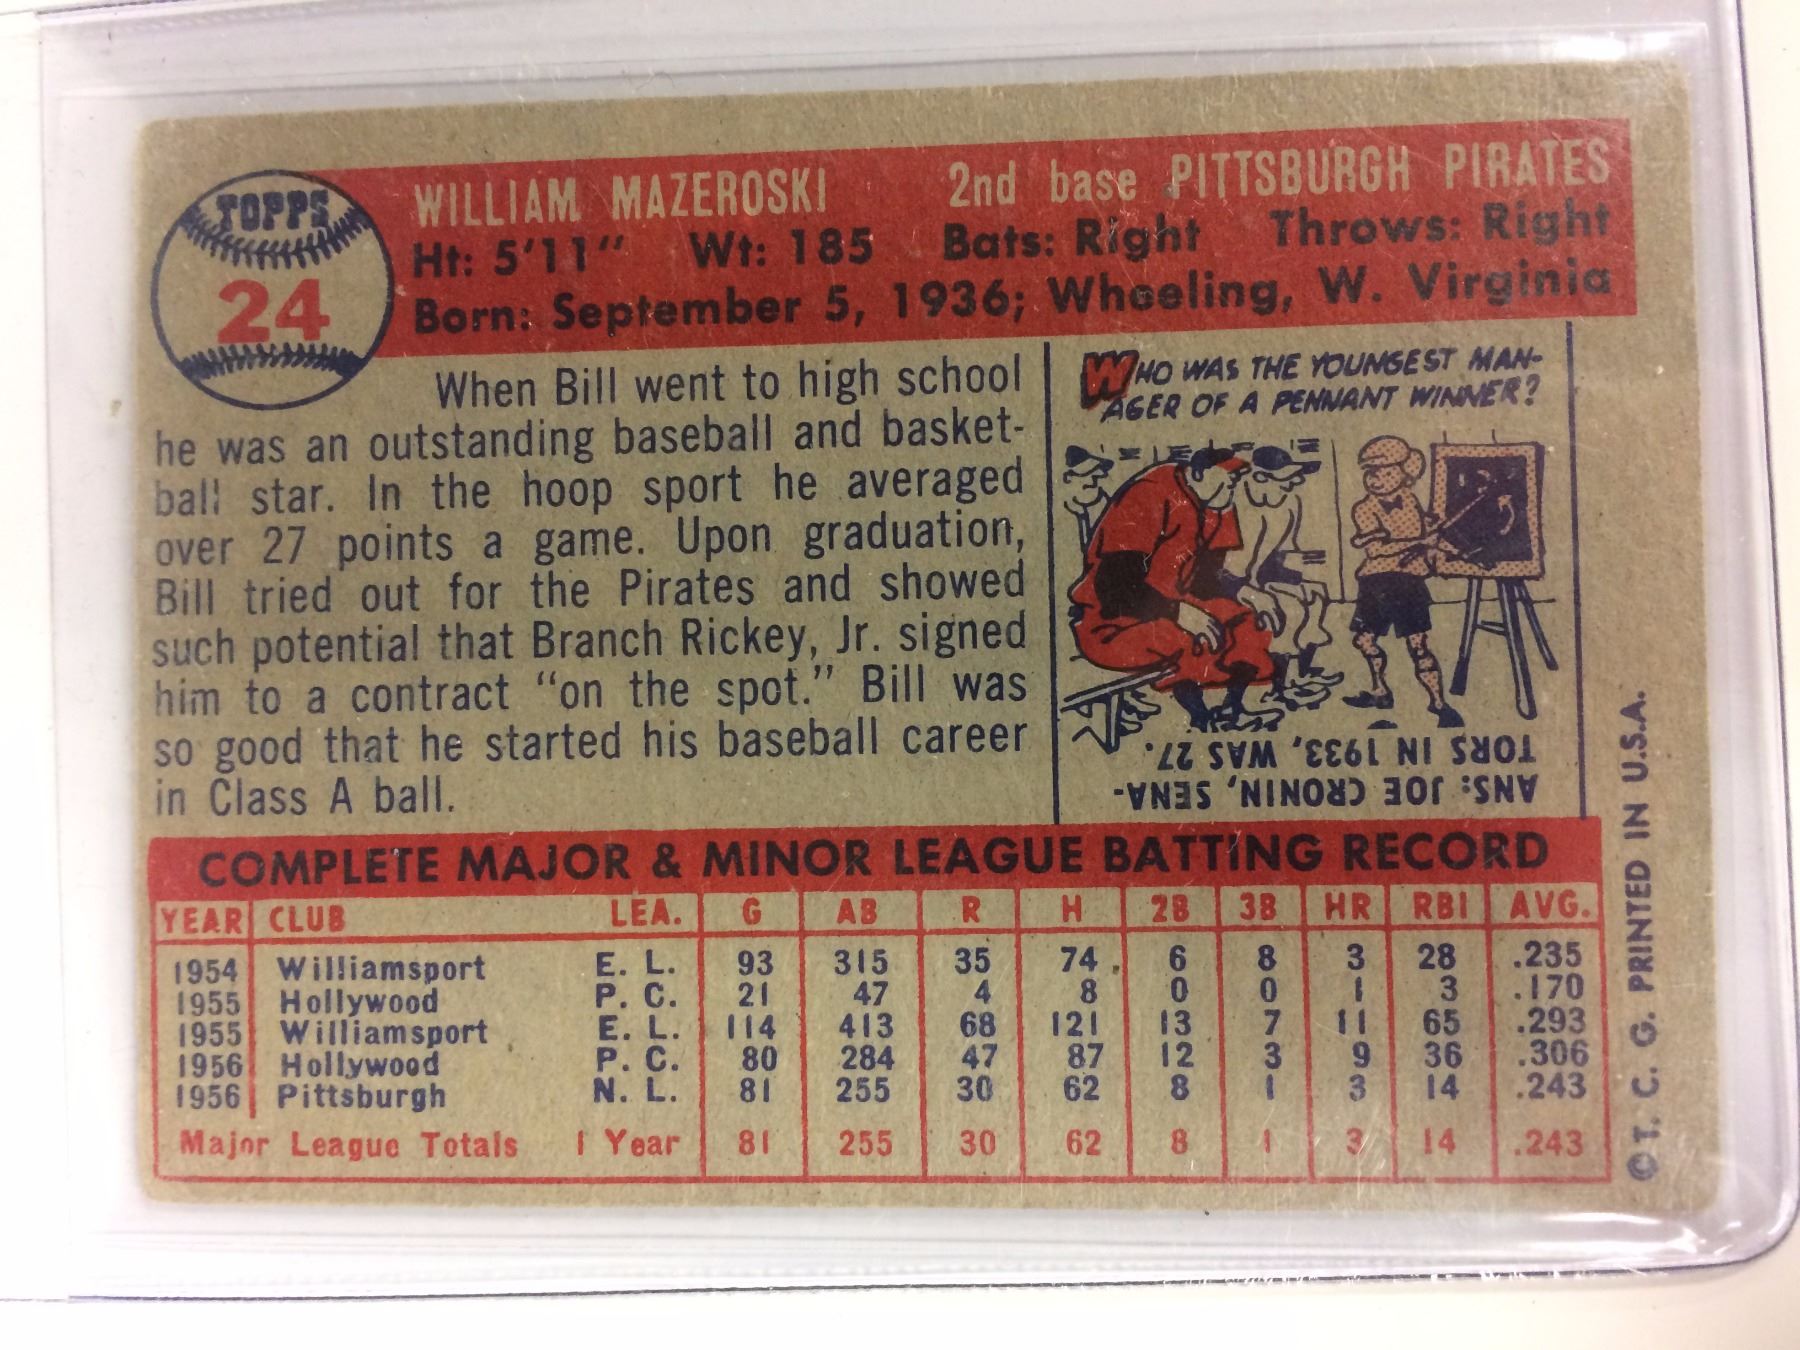 TOPPS
24
WILLIAM MAZEROSKI 2nd base PITTSBURGH PIRATES
Ht: 5'11" Wt: 185 Bats: Right Throws: Right
Born: September 5, 1936; Wheeling, W. Virginia
When Bill went to high school
he was an outstanding baseball and basket-
ball star. In the hoop sport he averaged
over 27 points a game. Upon graduation,
Bill tried out for the Pirates and showed
such potential that Branch Rickey, Jr. signed
him to a contract "on the spot." Bill was
so good that he started his baseball career
in Class A ball.
WHO WAS THE YOUNGEST MAN-
AGER OF A PENNANT WINNER?
ANS: JOE CRONIN, SENA-
TORS IN 1933, WAS 27.
COMPLETE MAJOR & MINOR LEAGUE BATTING RECORD
YEAR CLUB LEA. G AB R H 2B 3B HR RBI AVG.
1954 Williamsport E. L. 93 315 35 74 6 8 3 28 .235
1955 Hollywood P. C. 21 47 4 8 0 0 1 3 .170
1955 Williamsport E. L. 114 413 68 121 13 7 11 65 .293
1956 Hollywood P. C. 80 284 47 87 12 3 9 36 .306
1956 Pittsburgh N. L. 81 255 30 62 8 1 3 14 .243
Major League Totals 1 Year 81 255 30 62 8 1 3 14 .243
© T. C. G. PRINTED IN U.S.A.